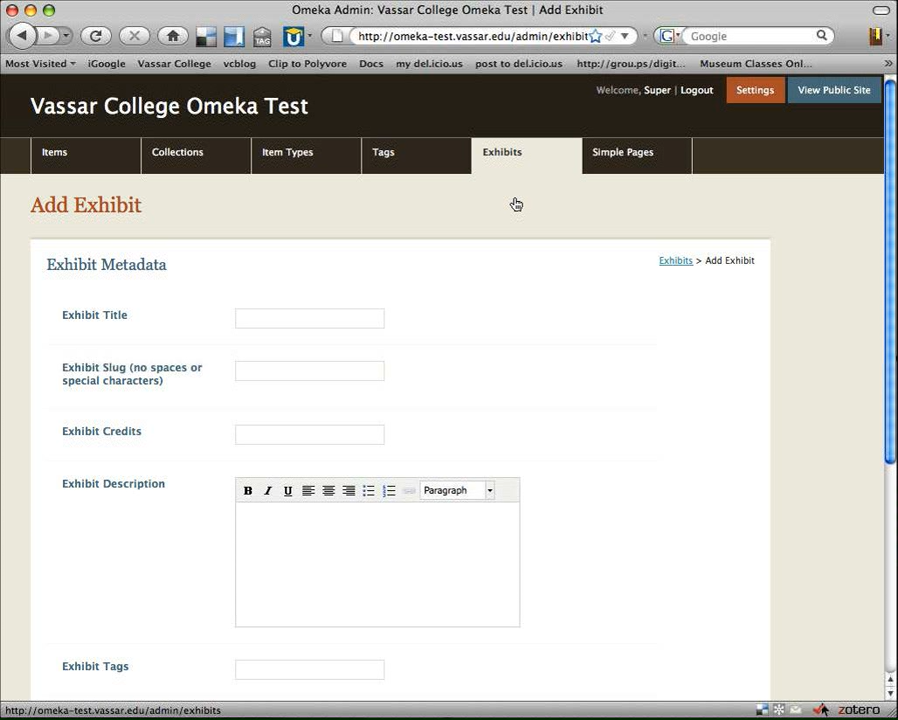 Omeka Admin: Vassar College Omeka Test | Add Exhibit
TAG
http://omeka-test.vassar.edu/admin/exhibit
G
Google
Most Visited
iGoogle
Vassar College
vcblog
Clip to Polyvore
Docs
my del.icio.us
post to del.icio.us
http://grou.ps/digit...
Museum Classes Onl...
»
Vassar College Omeka Test
Welcome, Super | Logout
Settings
View Public Site
Items
Collections
Item Types
Tags
Exhibits
Simple Pages
Add Exhibit
Exhibit Metadata
Exhibits > Add Exhibit
Exhibit Title
Exhibit Slug (no spaces or
special characters)
Exhibit Credits
Exhibit Description
B I U
Paragraph
Exhibit Tags
http://omeka-test.vassar.edu/admin/exhibits
zotero